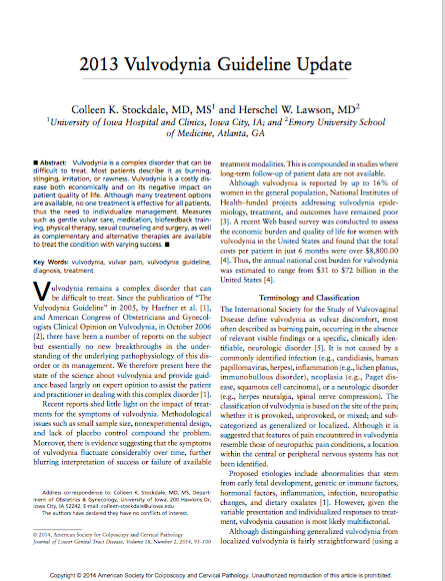 2013 Vulvodynia Guideline Update
Colleen K. Stockdale, MD, MS1 and Herschel W. Lawson, MD2
1University of Iowa Hospital and Clinics, Iowa City, IA; and 2Emory University School
of Medicine, Atlanta, GA
■ Abstract: Vulvodynia is a complex disorder that can be
difficult to treat. Most patients describe it as burning,
stinging, irritation, or rawness. Vulvodynia is a costly dis-
ease both economically and on its negative impact on
patient quality of life. Although many treatment options
are available, no one treatment is effective for all patients,
thus the need to individualize management. Measures
such as gentle vulvar care, medication, biofeedback train-
ing, physical therapy, sexual counseling and surgery, as well
as complementary and alternative therapies are available
to treat the condition with varying success. ■
Key Words: vulvodynia, vulvar pain, vulvodynia guideline,
diagnosis, treatment
Vulvodynia remains a complex disorder that can
be difficult to treat. Since the publication of "The
Vulvodynia Guideline" in 2005, by Haefner et al. [1],
and American Congress of Obstetricians and Gynecol-
ogists Clinical Opinion on Vulvodynia, in October 2006
[2], there have been a number of reports on the subject
but essentially no new breakthroughs in the under-
standing of the underlying pathophysiology of this dis-
order or its management. We therefore present here the
state of the science about vulvodynia and provide guid-
ance based largely on expert opinion to assist the patient
and practitioner in dealing with this complex disorder [1].
Recent reports shed little light on the impact of treat-
ments for the symptoms of vulvodynia. Methodological
issues such as small sample size, nonexperimental design,
and lack of placebo control compound the problem.
Moreover, there is evidence suggesting that the symptoms
of vulvodynia fluctuate considerably over time, further
blurring interpretation of success or failure of available
Address correspondence to: Colleen K. Stockdale, MD, MS, Depart-
ment of Obstetrics & Gynecology, University of Iowa, 200 Hawkins Dr,
Iowa City, IA 52242. E-mail: colleen-stockdale@uiowa.edu
The authors have declared they have no conflicts of interest.
© 2014, American Society for Colposcopy and Cervical Pathology
Journal of Lower Genital Tract Disease, Volume 18, Number 2, 2014, 93-100
treatment modalities. This is compounded in studies where
long-term follow-up of patient data are not available.
Although vulvodynia is reported by up to 16% of
women in the general population, National Institutes of
Health–funded projects addressing vulvodynia epide-
miology, treatment, and outcomes have remained poor
[3]. A recent Web based survey was conducted to assess
the economic burden and quality of life for women with
vulvodynia in the United States and found that the total
costs per patient in just 6 months were over $8,800.00
[4]. Thus, the annual national cost burden for vulvodynia
was estimated to range from $31 to $72 billion in the
United States [4].
Terminology and Classification
The International Society for the Study of Vulvovaginal
Disease define vulvodynia as vulvar discomfort, most
often described as burning pain, occurring in the absence
of relevant visible findings or a specific, clinically iden-
tifiable, neurologic disorder [5]. It is not caused by a
commonly identified infection (e.g., candidiasis, human
papillomavirus, herpes), inflammation (e.g., lichen planus,
immunobullous disorder), neoplasia (e.g., Paget dis-
ease, squamous cell carcinoma), or a neurologic disorder
(e.g., herpes neuralgia, spinal nerve compression). The
classification of vulvodynia is based on the site of the pain;
whether it is provoked, unprovoked, or mixed; and sub-
categorized as generalized or localized. Although it is
suggested that features of pain encountered in vulvodynia
resemble those of neuropathic pain conditions, a location
within the central or peripheral nervous systems has not
been identified.
Proposed etiologies include abnormalities that stem
from early fetal development, genetic or immune factors,
hormonal factors, inflammation, infection, neuropathic
changes, and dietary oxalates [1]. However, given the
variable presentation and individualized responses to treat-
ment, vulvodynia causation is most likely multifactorial.
Although distinguishing generalized vulvodynia from
localized vulvodynia is fairly straightforward (using a
Copyright © 2014 American Society for Colposcopy and Cervical Pathology. Unauthorized reproduction of this article is prohibited.